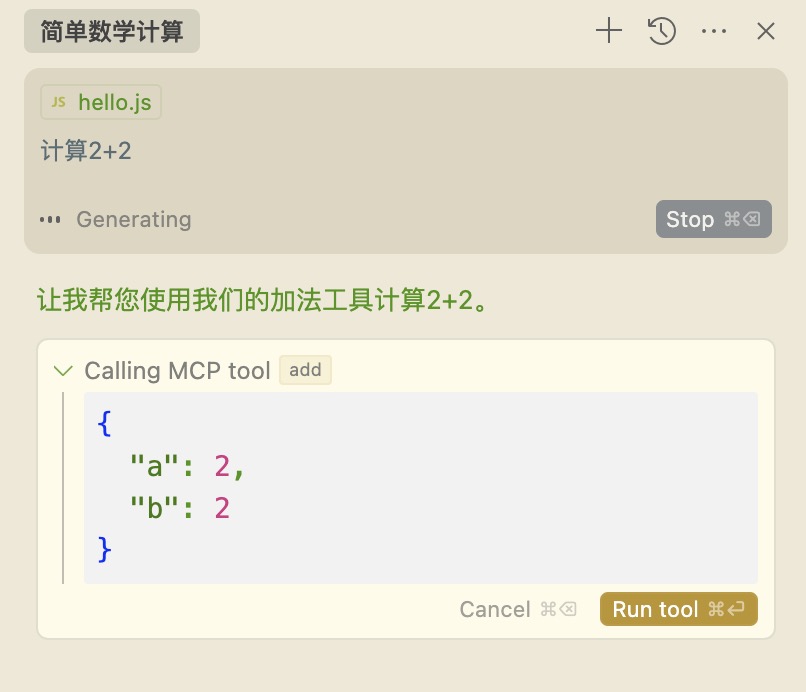 简单数学计算
JS hello.js
计算2+2
Generating
Stop ⌘⌫
让我帮您使用我们的加法工具计算2+2。
Calling MCP tool add
{
"a": 2,
"b": 2
}
Cancel ⌘⌫ Run tool ⌘↩